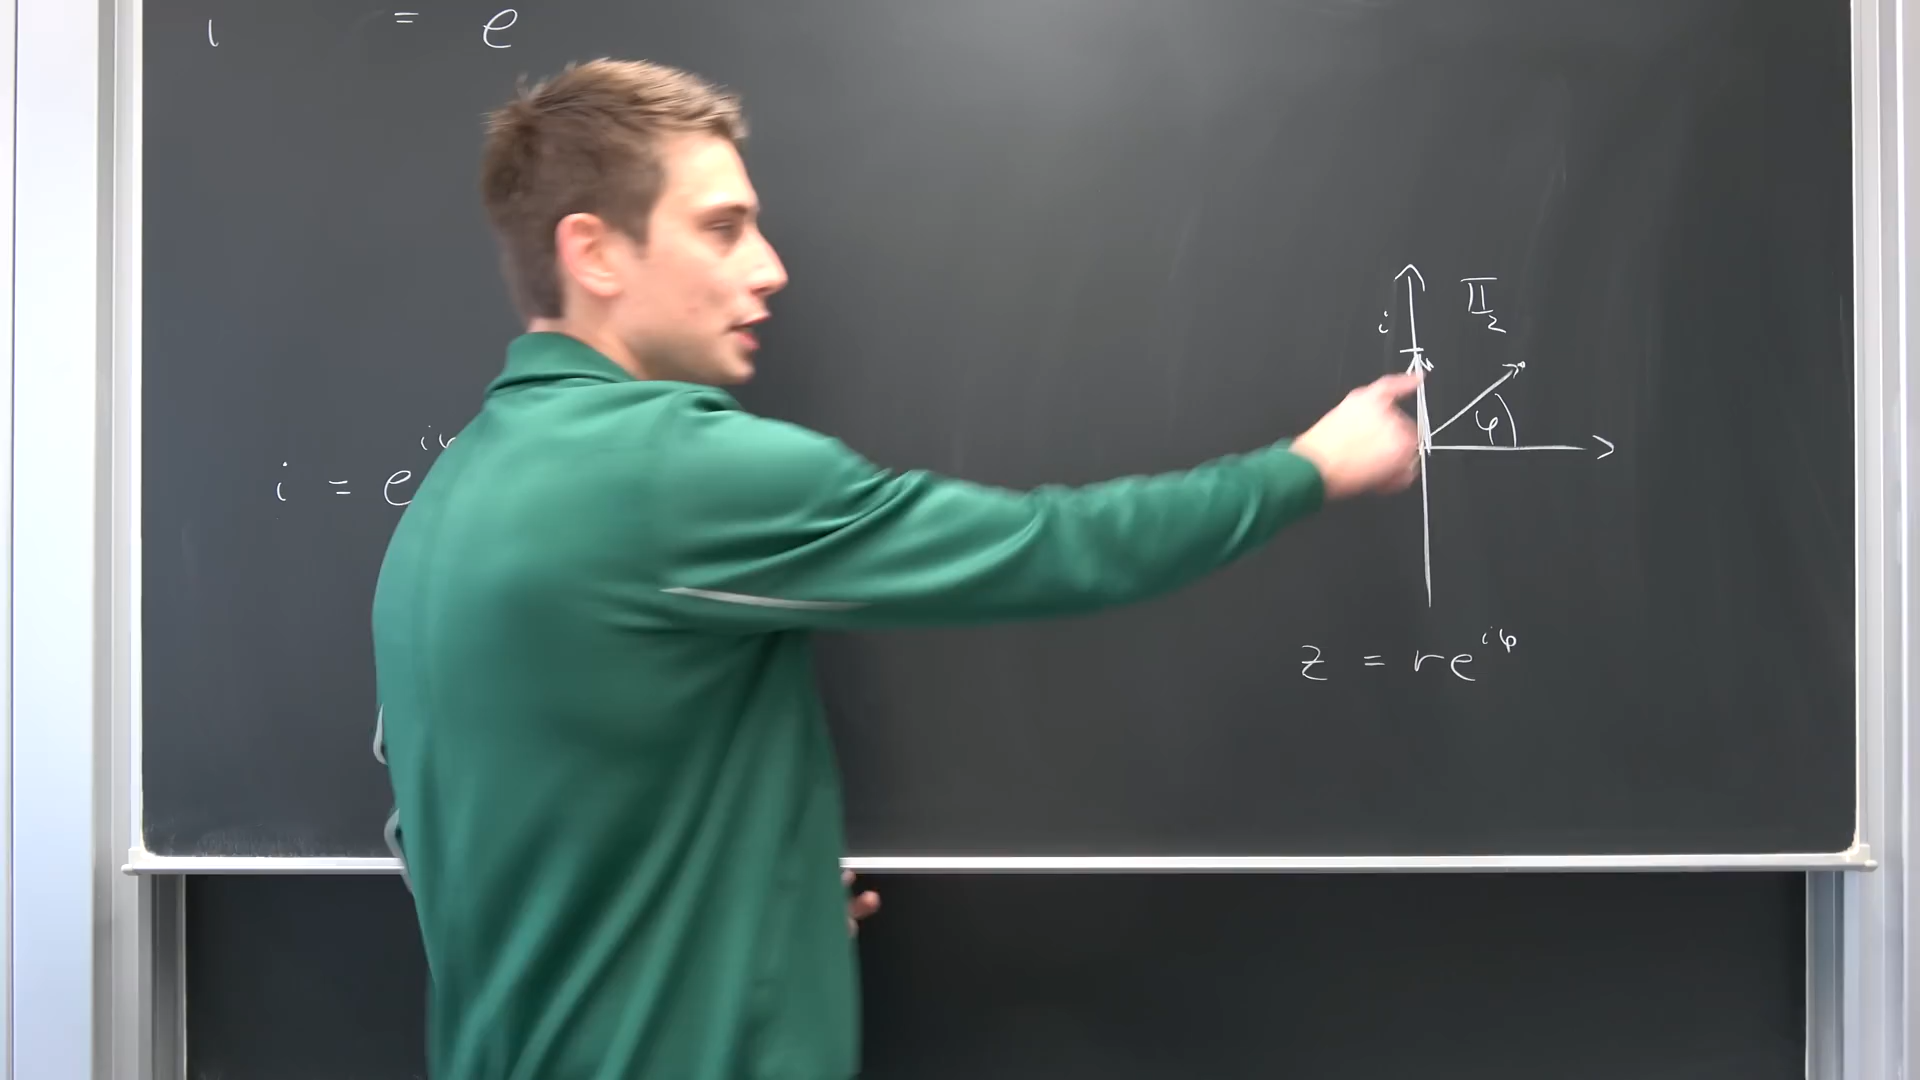 i = e
i
π/2
φ
i = e^i
z = re^iφ